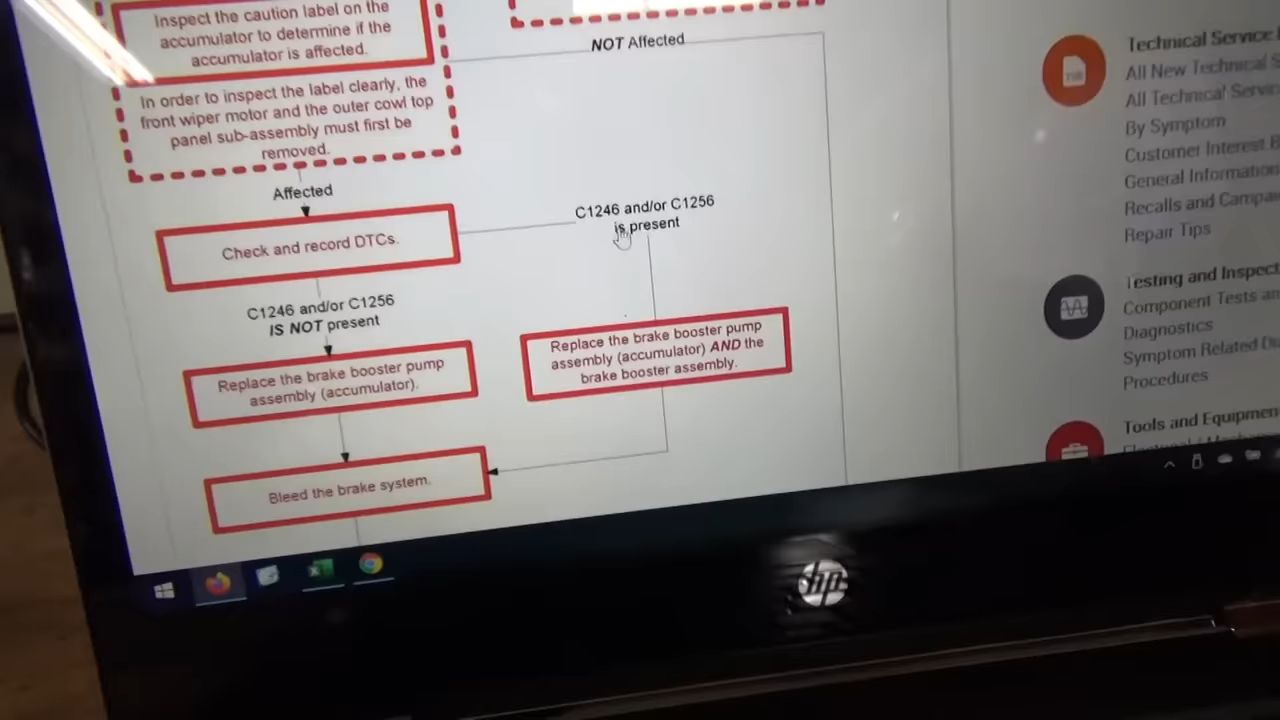 Inspect the caution label on the
accumulator to determine if the
accumulator is affected.
In order to inspect the label clearly, the
front wiper motor and the outer cowl top
panel sub-assembly must first be
removed.
NOT Affected
Affected
Check and record DTCs.
C1246 and/or C1256
is present
C1246 and/or C1256
IS NOT present
Replace the brake booster pump
assembly (accumulator).
Replace the brake booster pump
assembly (accumulator) AND the
brake booster assembly.
Bleed the brake system.
Technical Service
All New Technical
All Technical
By Symptom
Customer Interest
General Information
Recalls and
Repair Tips
TSB
Testing and
Component Tests
Diagnostics
Symptom Related
Procedures
Tools and
hp